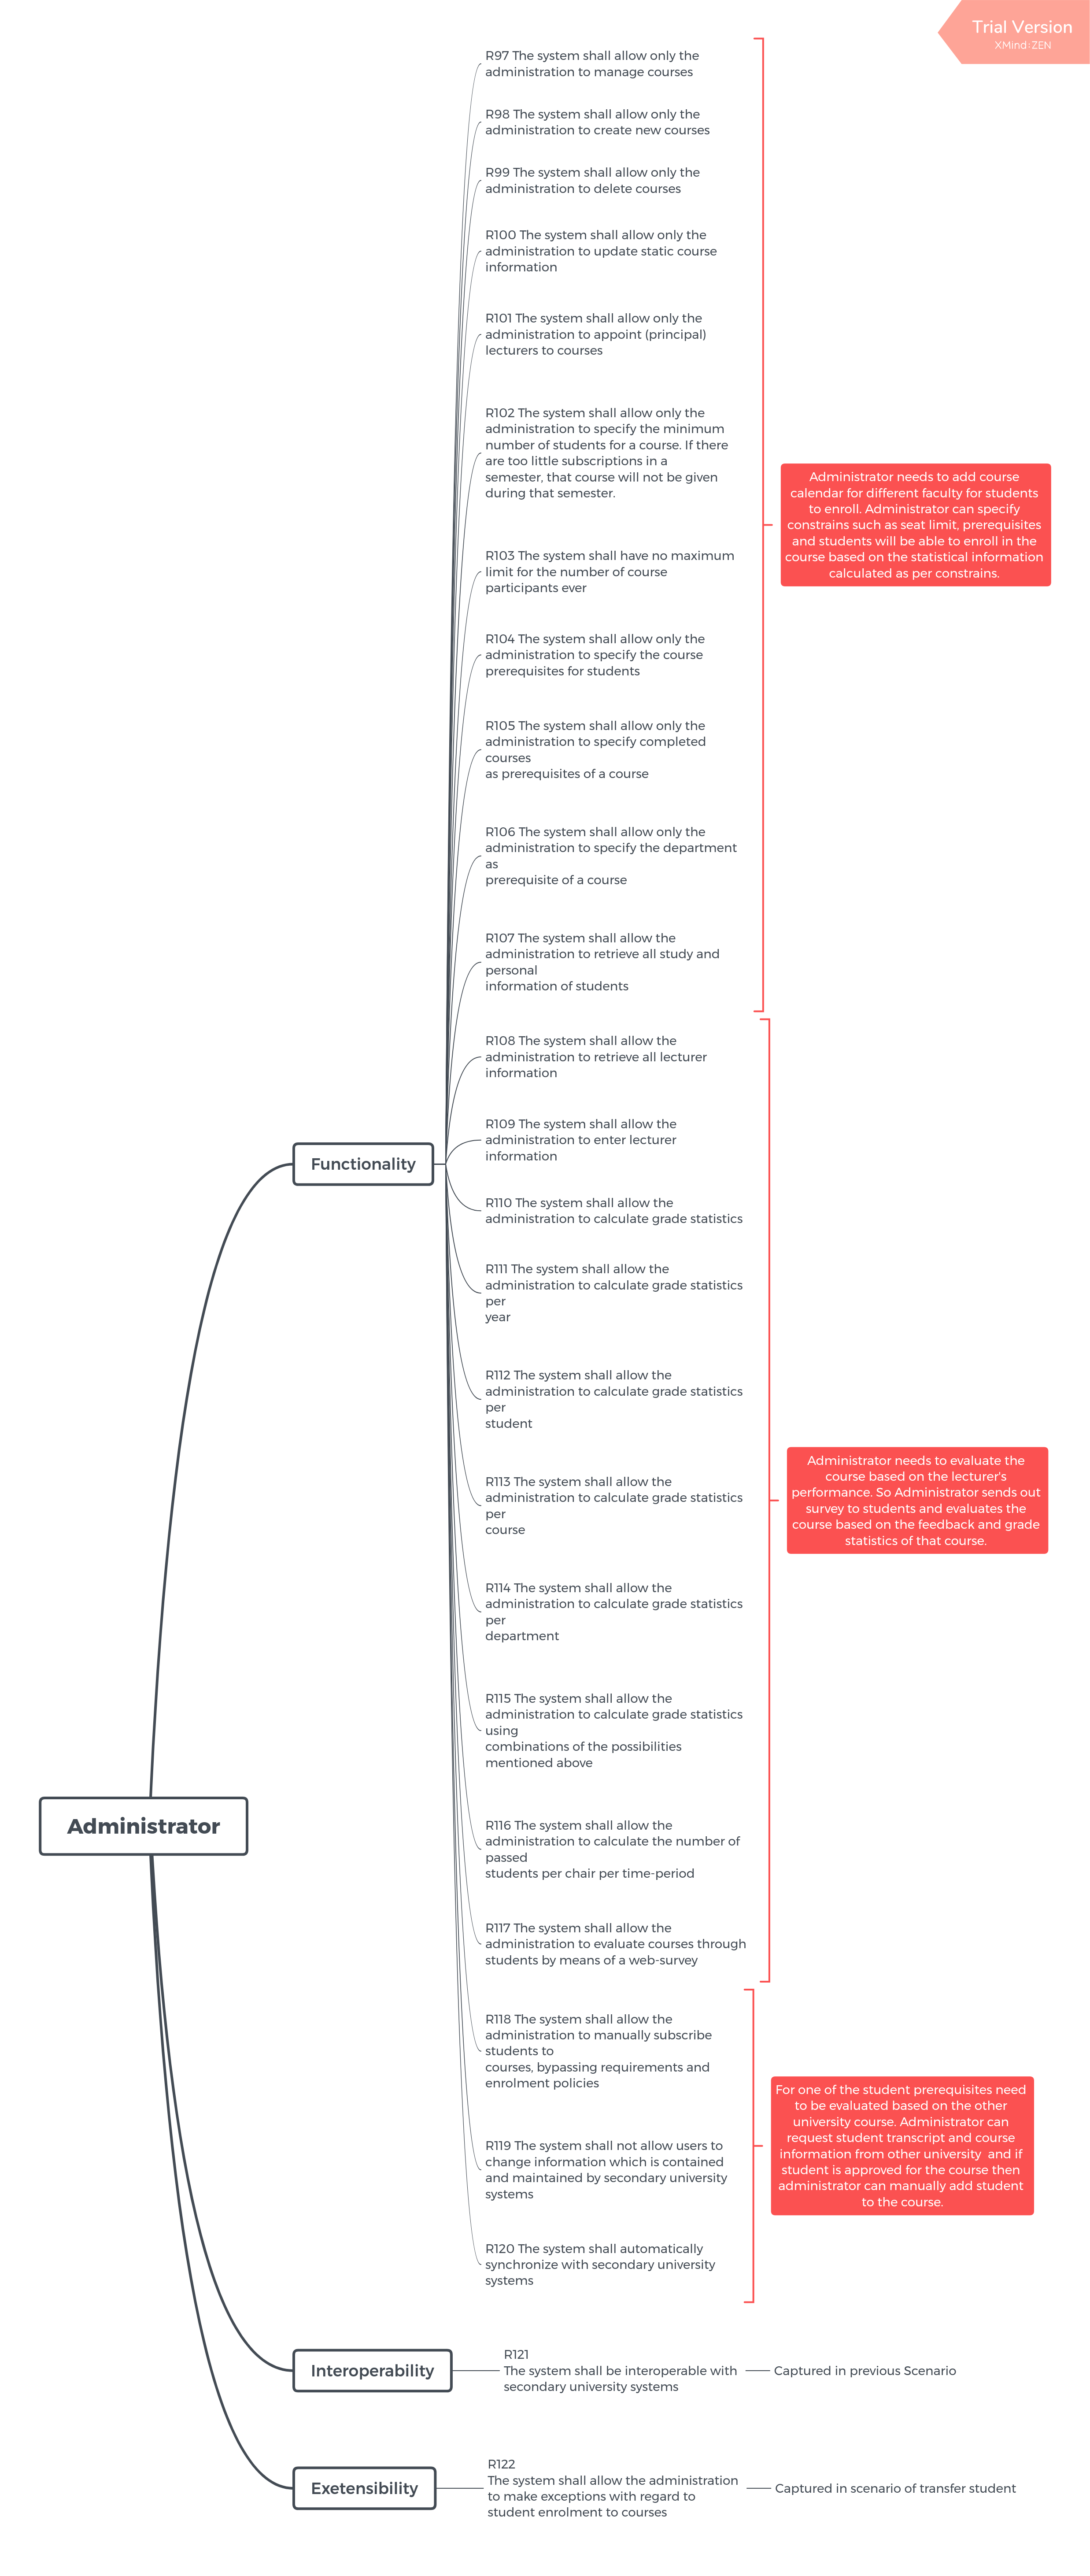 Trial Version
XMind:ZEN
R97 The system shall allow only the
administration to manage courses
R98 The system shall allow only the
administration to create new courses
R99 The system shall allow only the
administration to delete courses
R100 The system shall allow only the
administration to update static course
information
R101 The system shall allow only the
administration to appoint (principal)
lecturers to courses
R102 The system shall allow only the
administration to specify the minimum
number of students for a course. If there
are too little subscriptions in a
semester, that course will not be given
during that semester.
R103 The system shall have no maximum
limit for the number of course
participants ever
R104 The system shall allow only the
administration to specify the course
prerequisites for students
R105 The system shall allow only the
administration to specify completed
courses
as prerequisites of a course
R106 The system shall allow only the
administration to specify the department
as
prerequisite of a course
R107 The system shall allow the
administration to retrieve all study and
personal
information of students
Administrator needs to add course
calendar for different faculty for students
to enroll. Administrator can specify
constrains such as seat limit, prerequisites
and students will be able to enroll in the
course based on the statistical information
calculated as per constrains.
R108 The system shall allow the
administration to retrieve all lecturer
information
R109 The system shall allow the
administration to enter lecturer
information
Functionality
R110 The system shall allow the
administration to calculate grade statistics
R111 The system shall allow the
administration to calculate grade statistics
per
year
R112 The system shall allow the
administration to calculate grade statistics
per
student
R113 The system shall allow the
administration to calculate grade statistics
per
course
R114 The system shall allow the
administration to calculate grade statistics
per
department
R115 The system shall allow the
administration to calculate grade statistics
using
combinations of the possibilities
mentioned above
R116 The system shall allow the
administration to calculate the number of
passed
students per chair per time-period
R117 The system shall allow the
administration to evaluate courses through
students by means of a web-survey
Administrator needs to evaluate the
course based on the lecturer's
performance. So Administrator sends out
survey to students and evaluates the
course based on the feedback and grade
statistics of that course.
Administrator
R118 The system shall allow the
administration to manually subscribe
students to
courses, bypassing requirements and
enrolment policies
R119 The system shall not allow users to
change information which is contained
and maintained by secondary university
systems
R120 The system shall automatically
synchronize with secondary university
systems
For one of the student prerequisites need
to be evaluated based on the other
university course. Administrator can
request student transcript and course
information from other university and if
student is approved for the course then
administrator can manually add student
to the course.
Interoperability
R121
The system shall be interoperable with
secondary university systems
Captured in previous Scenario
Exetensibility
R122
The system shall allow the administration
to make exceptions with regard to
student enrolment to courses
Captured in scenario of transfer student